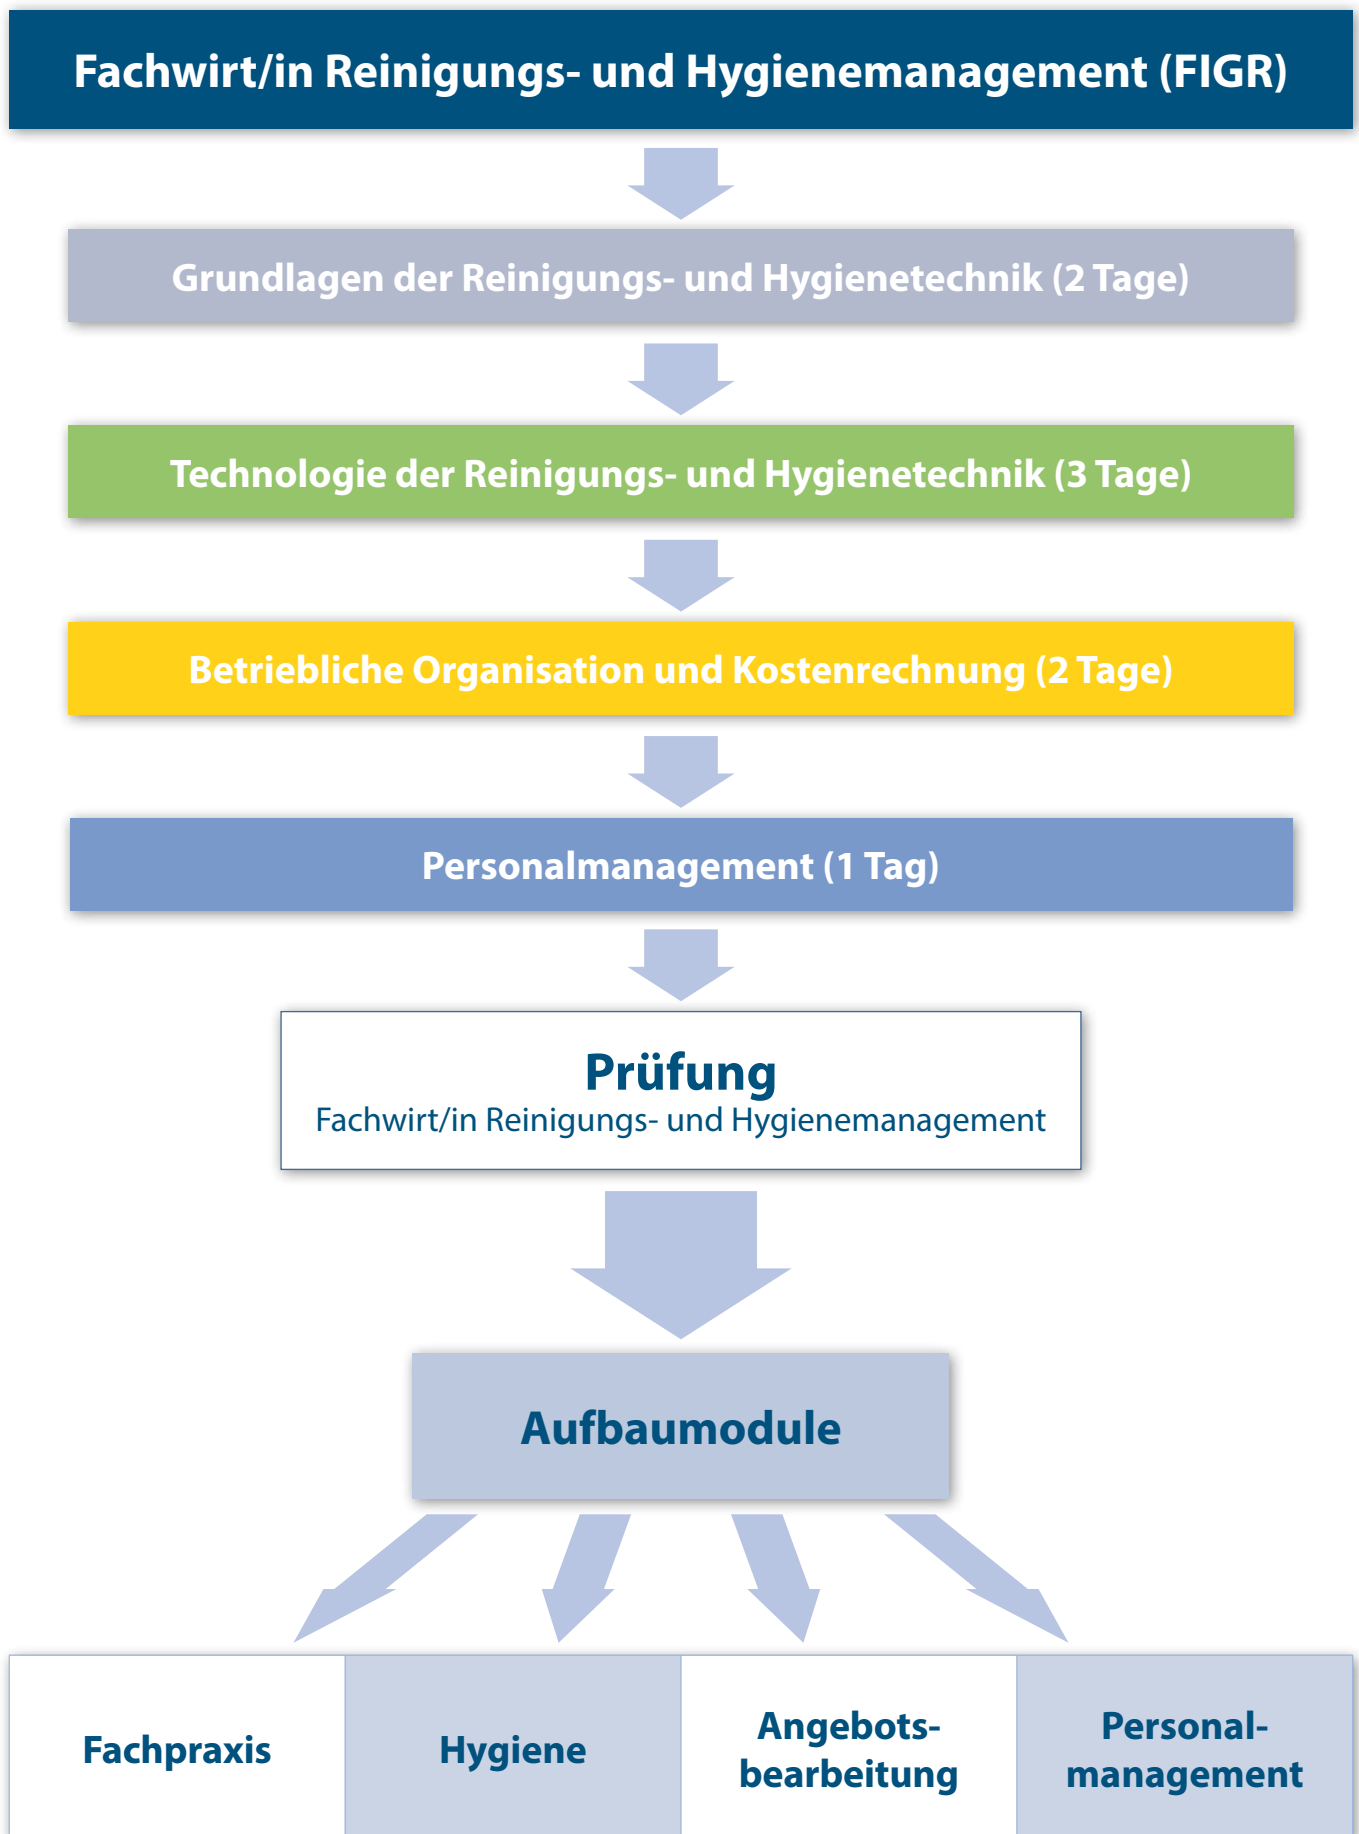 Fachwirt/in Reinigungs- und Hygienemanagement (FIGR)
Grundlagen der Reinigungs- und Hygienetechnik (2 Tage)
Technologie der Reinigungs- und Hygienetechnik (3 Tage)
Betriebliche Organisation und Kostenrechnung (2 Tage)
Personalmanagement (1 Tag)
Prüfung
Fachwirt/in Reinigungs- und Hygienemanagement
Aufbaumodule
Fachpraxis
Hygiene
Angebots-
bearbeitung
Personal-
management